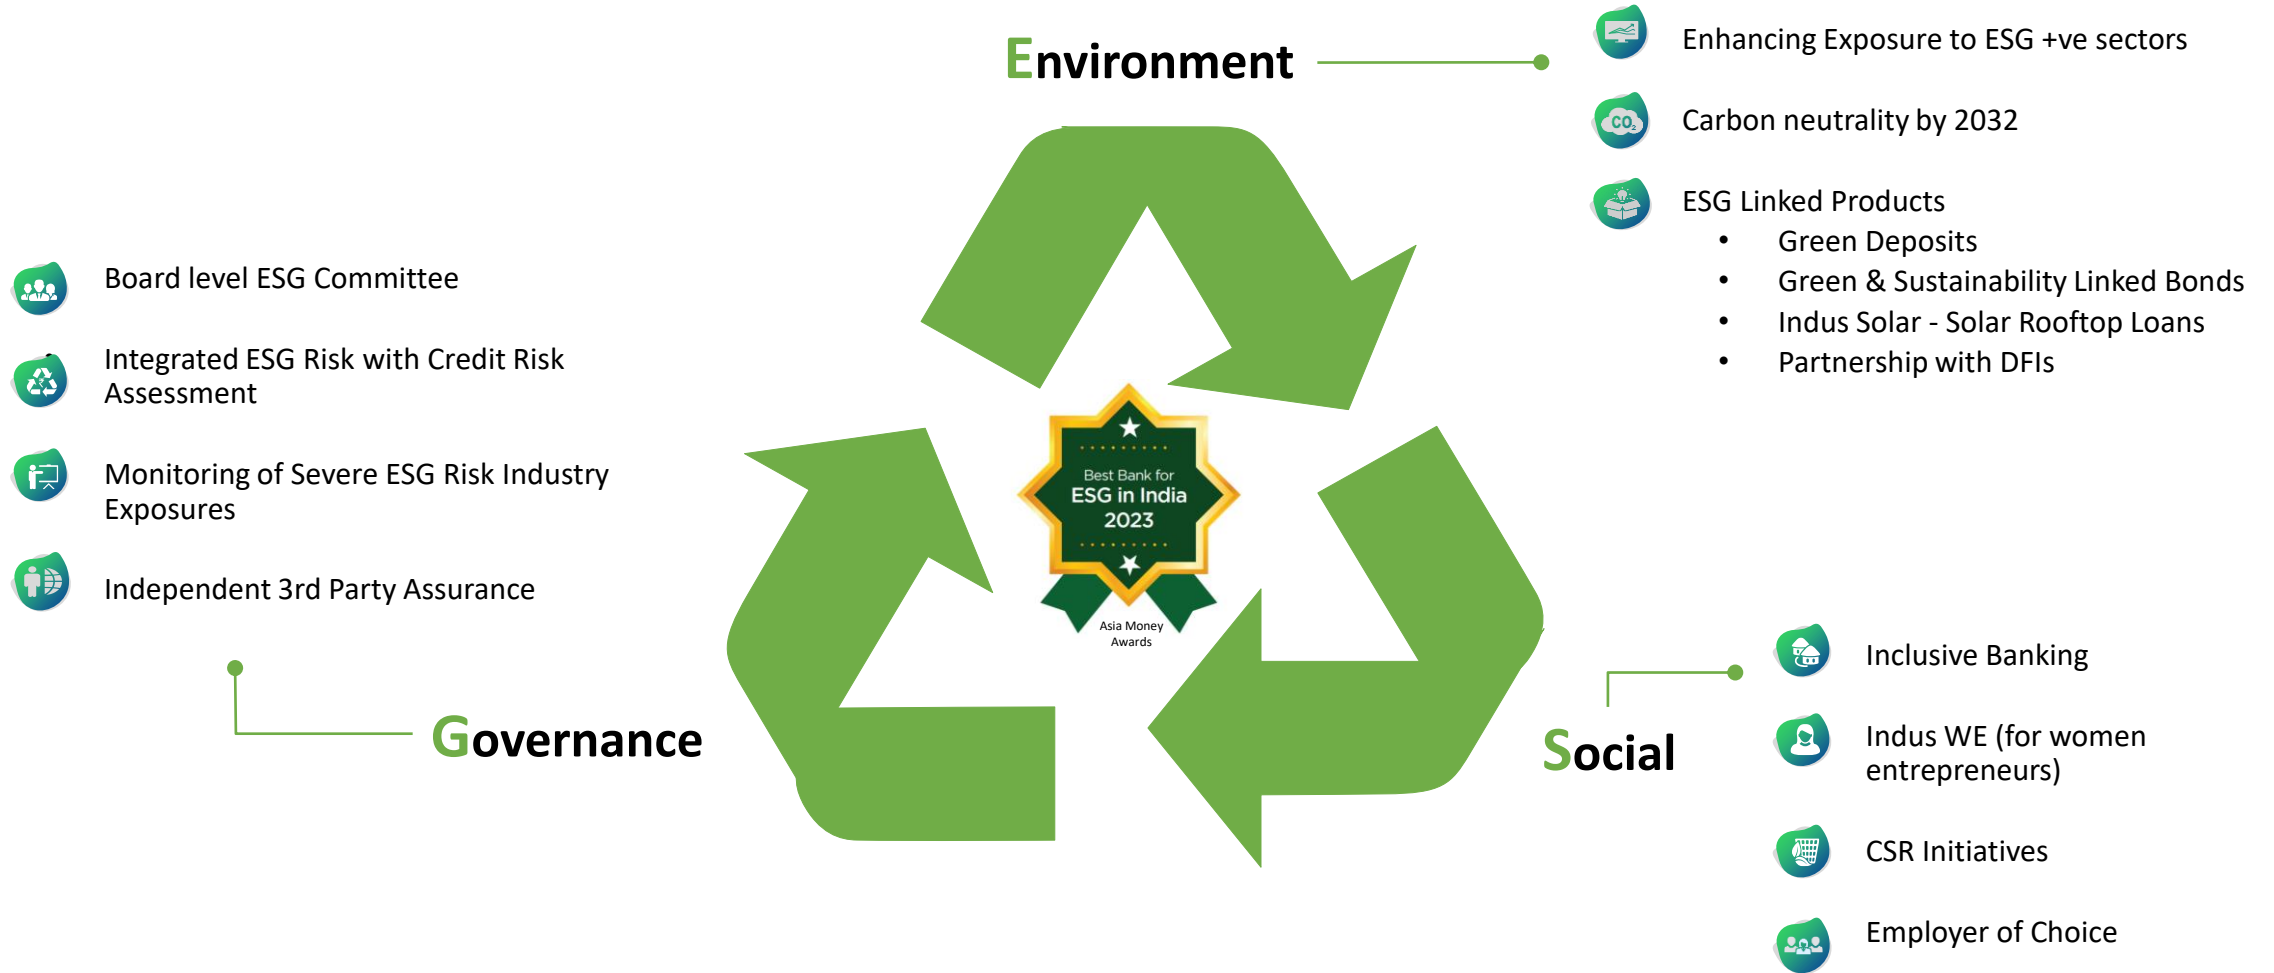 Environment
Enhancing Exposure to ESG +ve sectors
Carbon neutrality by 2032
CO2
ESG Linked Products
• Green Deposits
• Green & Sustainability Linked Bonds
• Indus Solar - Solar Rooftop Loans
• Partnership with DFIs
Board level ESG Committee
Integrated ESG Risk with Credit Risk
Assessment
Monitoring of Severe ESG Risk Industry
Exposures
Independent 3rd Party Assurance
Governance
Best Bank for
ESG in India
2023
Asia Money
Awards
Social
Inclusive Banking
Indus WE (for women
entrepreneurs)
CSR Initiatives
Employer of Choice